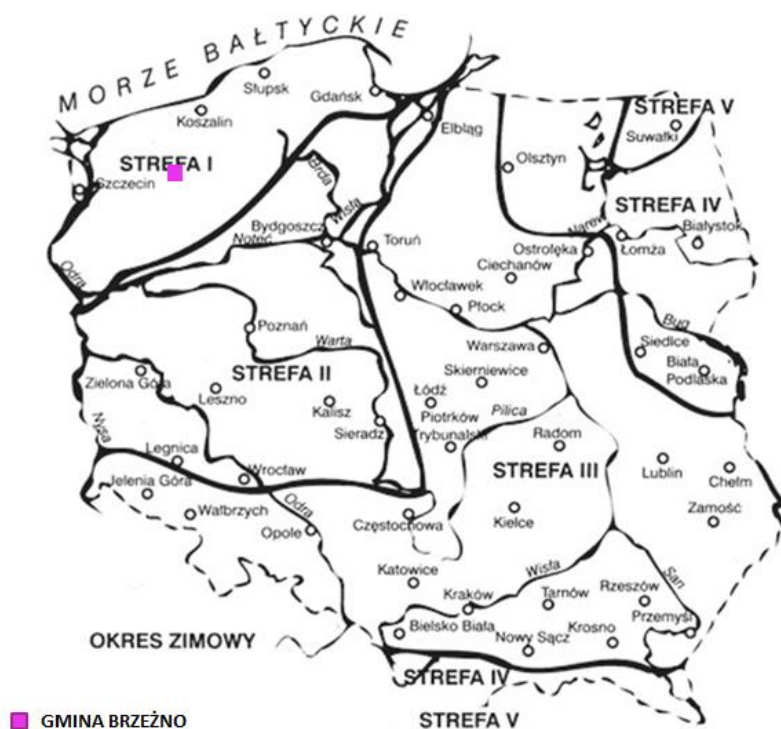 MORZE BAŁTYCKIE
Słupsk
Gdańsk
Koszalin
Elbląg
STREFA V
Suwałki
STREFA I
Szczecin
Olsztyn
Brda
Wisła
STREFA IV
Narew
Białystok
Łomża
Bydgoszcz
Noteć
Toruń
Ostrołęka
Ciechanów
Odra
Włocławek
Płock
Poznań
Warta
Bug
Siedlce
Warszawa
Biała
Podlaska
Skierniewice
STREFA II
Zielona Góra
Leszno
Kalisz
Łódź
Piotrków
Trybunalski
Pilica
Sieradz
Nysa
Radom
Legnica
Wrocław
STREFA III
Lublin
Chełm
Jelenia Góra
Wałbrzych
Odra
Opole
Częstochowa
Kielce
Zamość
Katowice
Wisła
San
Kraków
Tarnów
Rzeszów
Przemyśl
OKRES ZIMOWY
Bielsko Biała
Nowy Sącz
Krosno
STREFA IV
STREFA V
GMINA BRZEŻNO